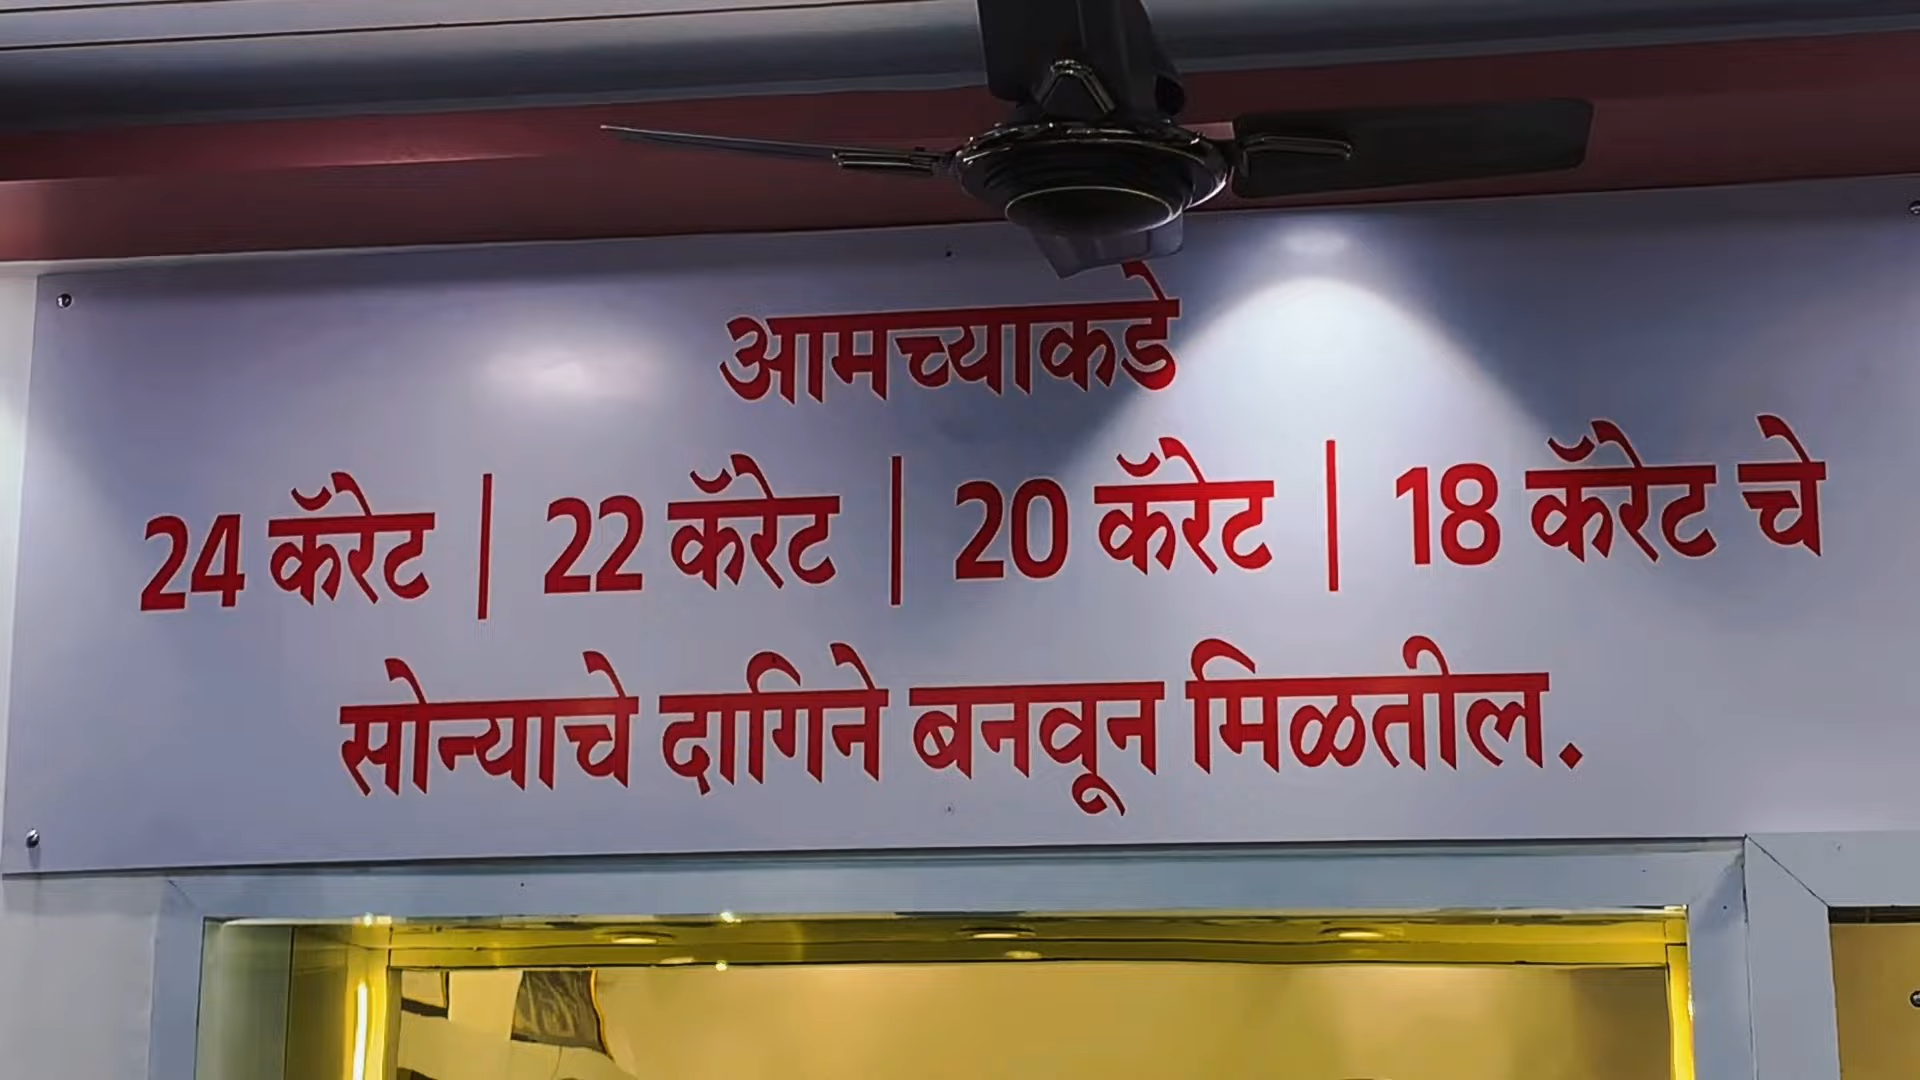 आमच्याकडे
24 कॅरेट | 22 कॅरेट | 20 कॅरेट | 18 कॅरेट चे
सोन्याचे दागिने बनवून मिळतील.